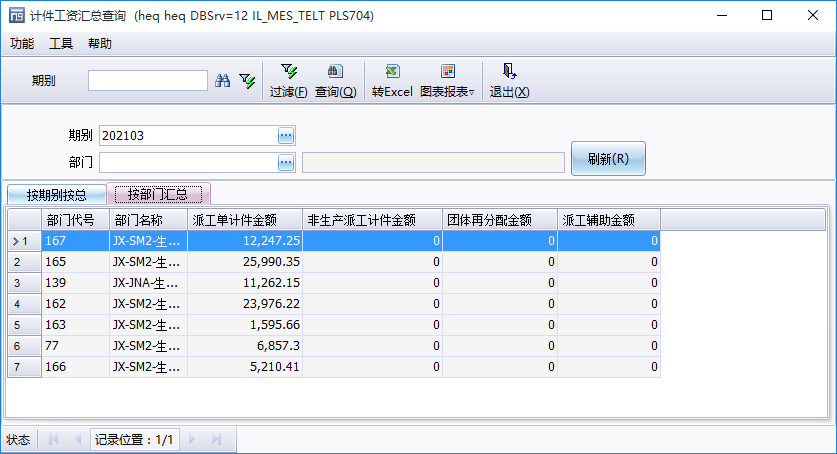 计件工资汇总查询 (heq heq DBSrv=12 IL_MES_TELT PLS704)
功能 工具 帮助
期别 过滤(F) 查询(Q) 转Excel 图表报表 退出(X)
期别 202103
部门 刷新(R)
按期别按总 按部门汇总
部门代号 部门名称 派工单计件金额 非生产派工计件金额 团体再分配金额 派工辅助金额
1 167 JX-SM2-生... 12,247.25 0 0 0
2 165 JX-SM2-生... 25,990.35 0 0 0
3 139 JX-JNA-生... 11,262.15 0 0 0
4 162 JX-SM2-生... 23,976.22 0 0 0
5 163 JX-SM2-生... 1,595.66 0 0 0
6 77 JX-SM2-生... 6,857.3 0 0 0
7 166 JX-SM2-生... 5,210.41 0 0 0
状态 记录位置：1/1